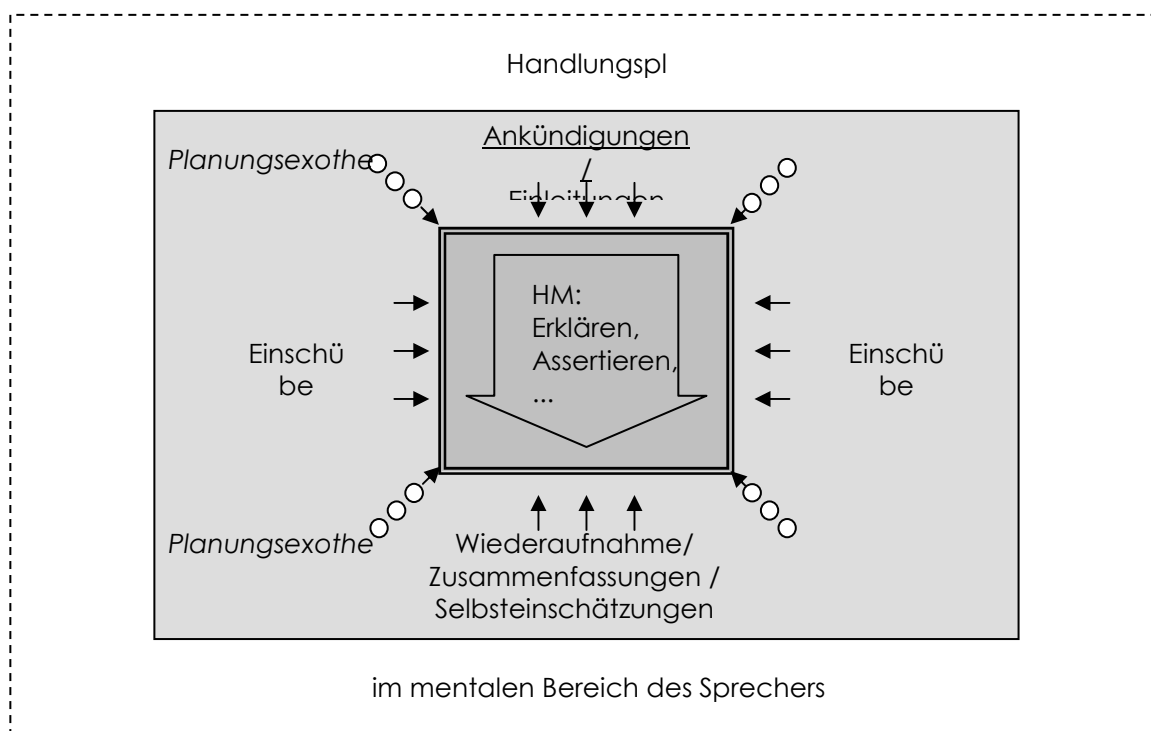 Handlungspl
Ankündigungen
/
Einleitungen
Planungsexothe
HM:
Erklären,
Assertieren,
...
Einschü
be
Einschü
be
Planungsexothe
Wiederaufnahme/
Zusammenfassungen /
Selbsteinschätzungen
im mentalen Bereich des Sprechers